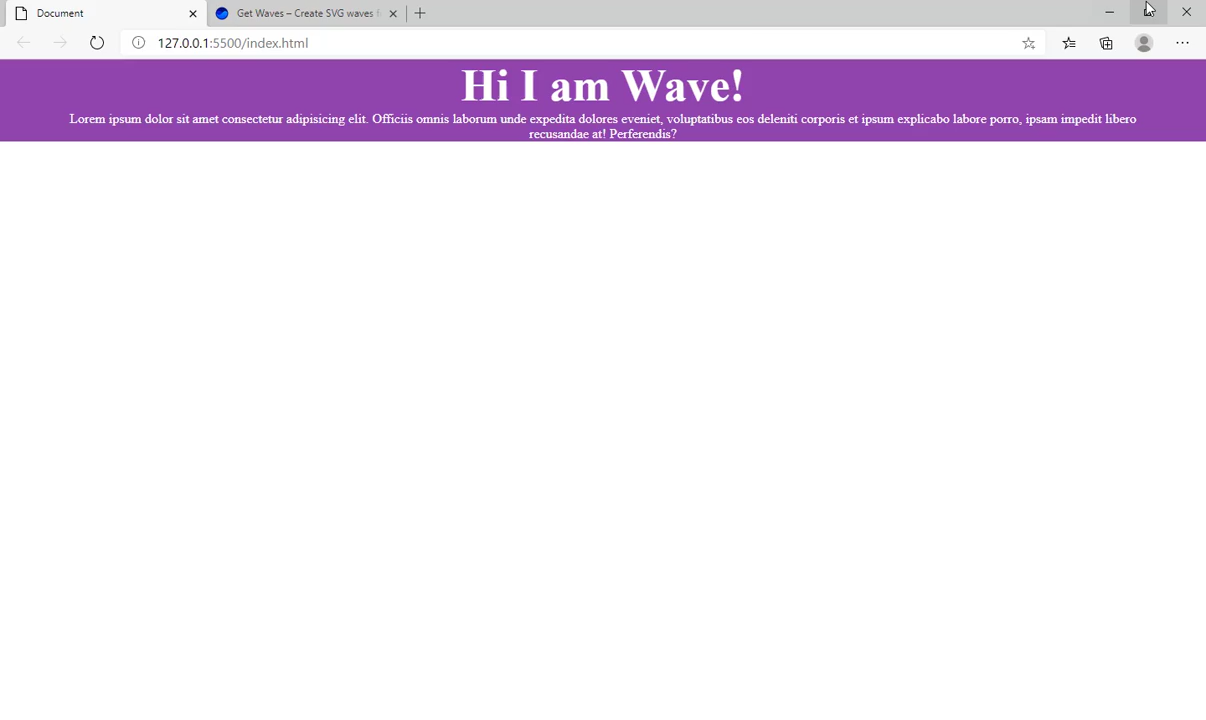 Document
Get Waves – Create SVG waves
127.0.0.1:5500/index.html
Hi I am Wave!
Lorem ipsum dolor sit amet consectetur adipisicing elit. Officiis omnis laborum unde expedita dolores eveniet, voluptatibus eos deleniti corporis et ipsum explicabo labore porro, ipsam impedit libero
recusandae at! Perferendis?